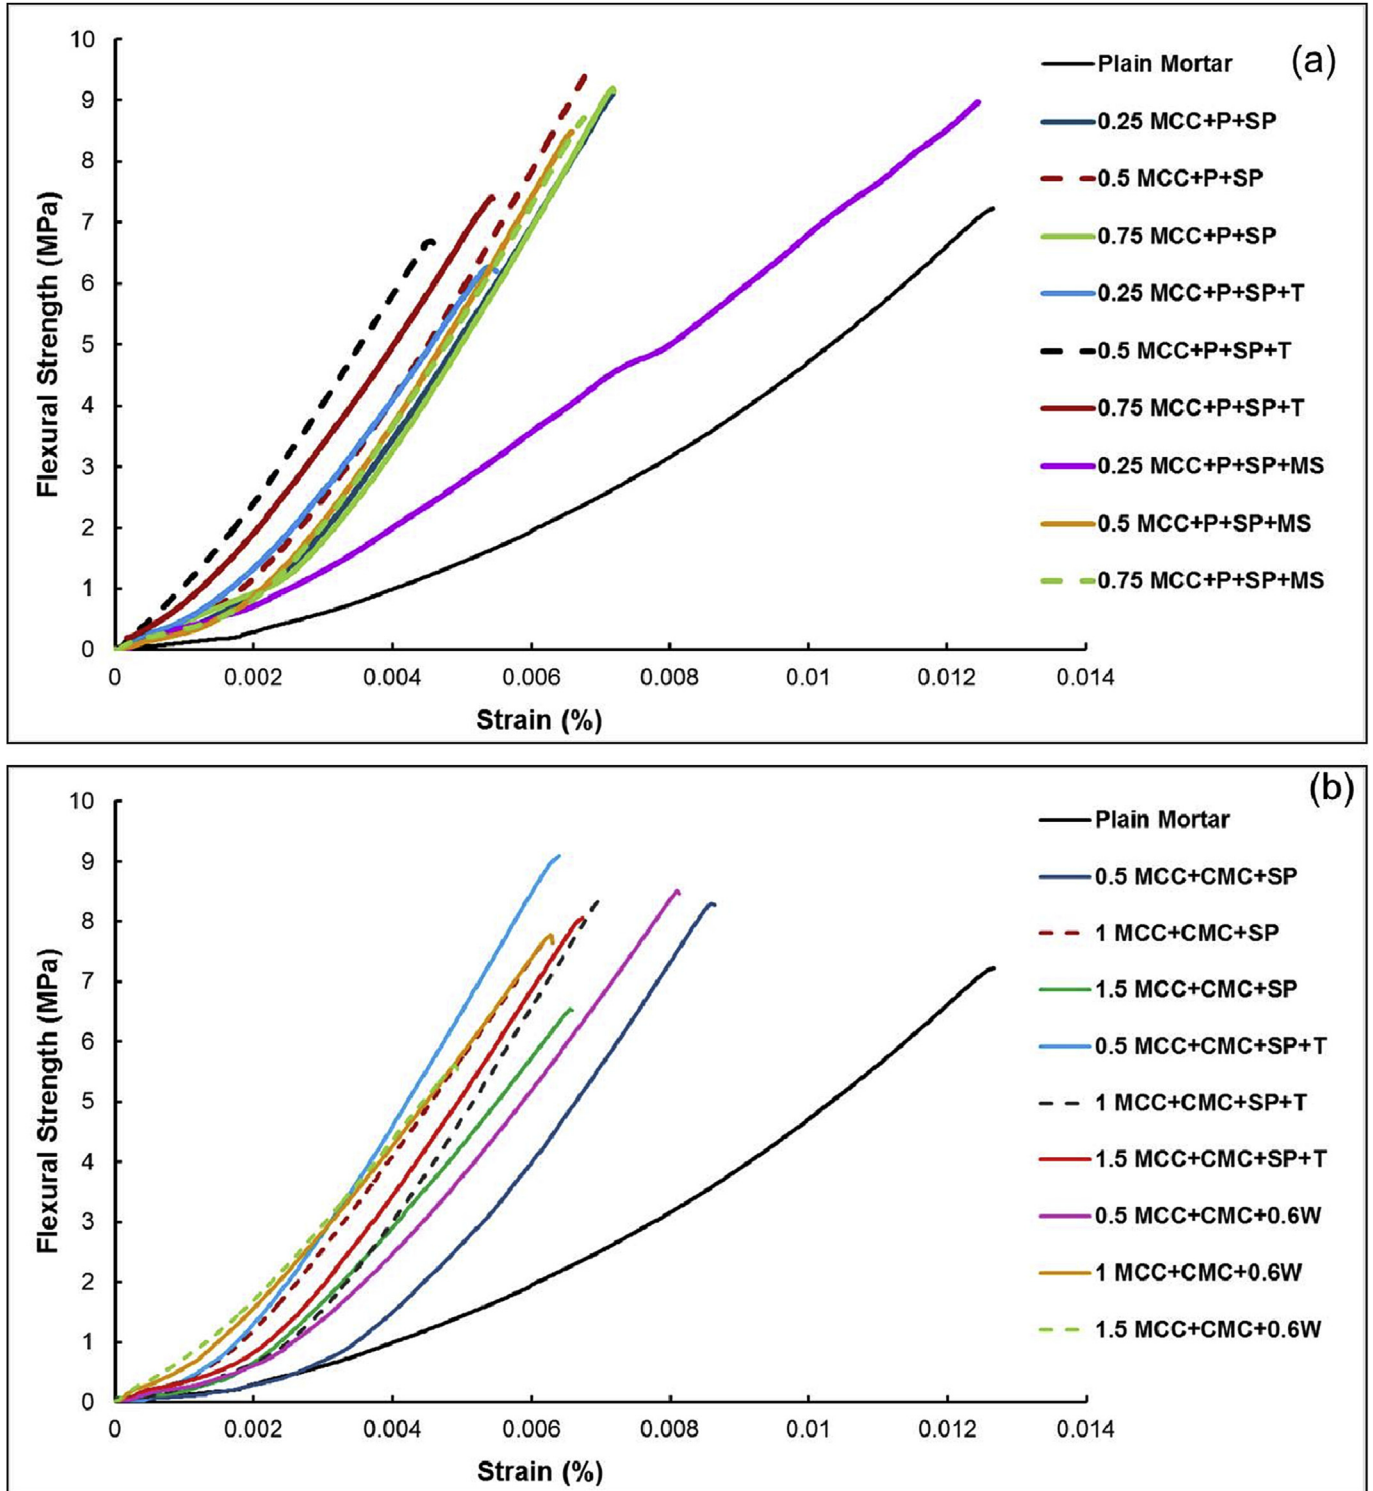 (a)
10
9
8
7
6
5
4
3
2
1
0
Flexural Strength (MPa)
0 0.002 0.004 0.006 0.008 0.01 0.012 0.014
Strain (%)
Plain Mortar
0.25 MCC+P+SP
0.5 MCC+P+SP
0.75 MCC+P+SP
0.25 MCC+P+SP+T
0.5 MCC+P+SP+T
0.75 MCC+P+SP+T
0.25 MCC+P+SP+MS
0.5 MCC+P+SP+MS
0.75 MCC+P+SP+MS
(b)
10
9
8
7
6
5
4
3
2
1
0
Flexural Strength (MPa)
0 0.002 0.004 0.006 0.008 0.01 0.012 0.014
Strain (%)
Plain Mortar
0.5 MCC+CMC+SP
1 MCC+CMC+SP
1.5 MCC+CMC+SP
0.5 MCC+CMC+SP+T
1 MCC+CMC+SP+T
1.5 MCC+CMC+SP+T
0.5 MCC+CMC+0.6W
1 MCC+CMC+0.6W
1.5 MCC+CMC+0.6W